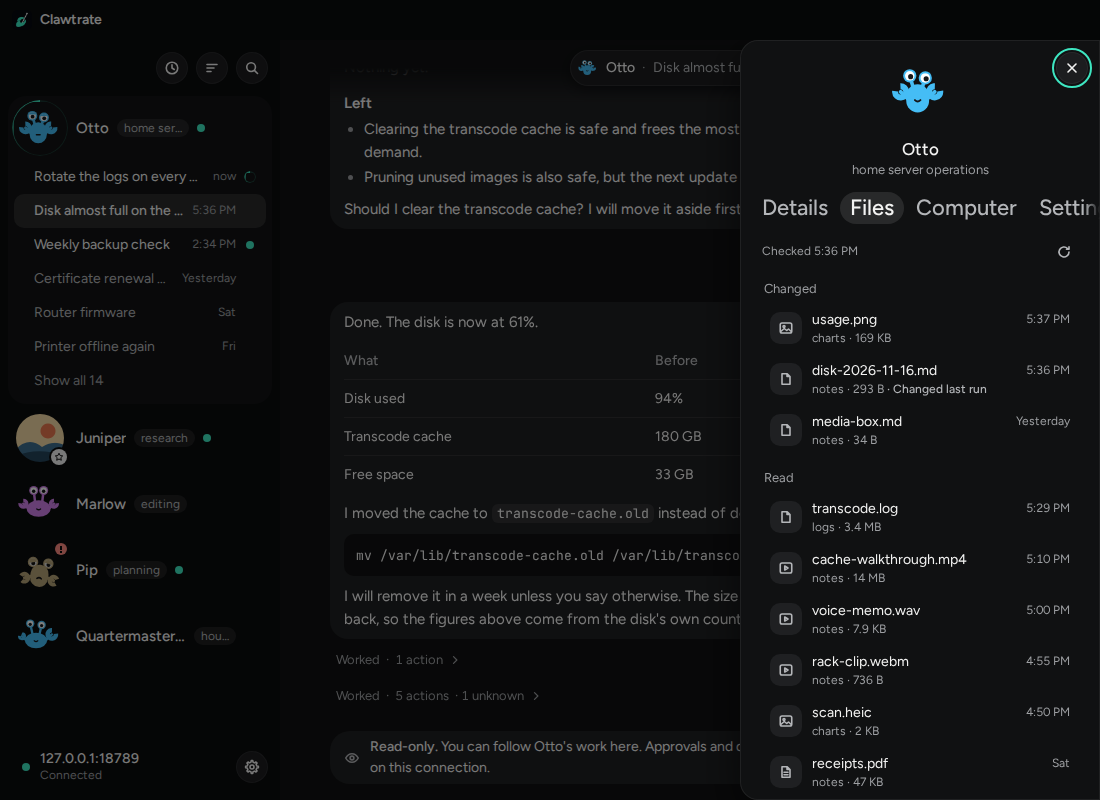 Clawtrate
Otto
home ser...
Rotate the logs on every ...
now
Disk almost full on the ...
5:36 PM
Weekly backup check
2:34 PM
Certificate renewal ...
Yesterday
Router firmware
Sat
Printer offline again
Fri
Show all 14
Juniper
research
Marlow
editing
Pip
planning
Quartermaster...
hou...
127.0.0.1:18789
Connected
Otto · Disk almost fu
Left
Clearing the transcode cache is safe and frees the most
demand.
Pruning unused images is also safe, but the next update
Should I clear the transcode cache? I will move it aside first
Done. The disk is now at 61%.
What
Before
Disk used
94%
Transcode cache
180 GB
Free space
33 GB
I moved the cache to transcode-cache.old instead of d
mv /var/lib/transcode-cache.old /var/lib/transco
I will remove it in a week unless you say otherwise. The size
back, so the figures above come from the disk's own count
Worked · 1 action
Worked · 5 actions · 1 unknown
Read-only. You can follow Otto's work here. Approvals and
on this connection.
Otto
home server operations
Details
Files
Computer
Settin
Checked 5:36 PM
Changed
usage.png
5:37 PM
charts · 169 KB
disk-2026-11-16.md
5:36 PM
notes · 293 B · Changed last run
media-box.md
Yesterday
notes · 34 B
Read
transcode.log
5:29 PM
logs · 3.4 MB
cache-walkthrough.mp4
5:10 PM
notes · 14 MB
voice-memo.wav
5:00 PM
notes · 7.9 KB
rack-clip.webm
4:55 PM
notes · 736 B
scan.heic
4:50 PM
charts · 2 KB
receipts.pdf
Sat
notes · 47 KB